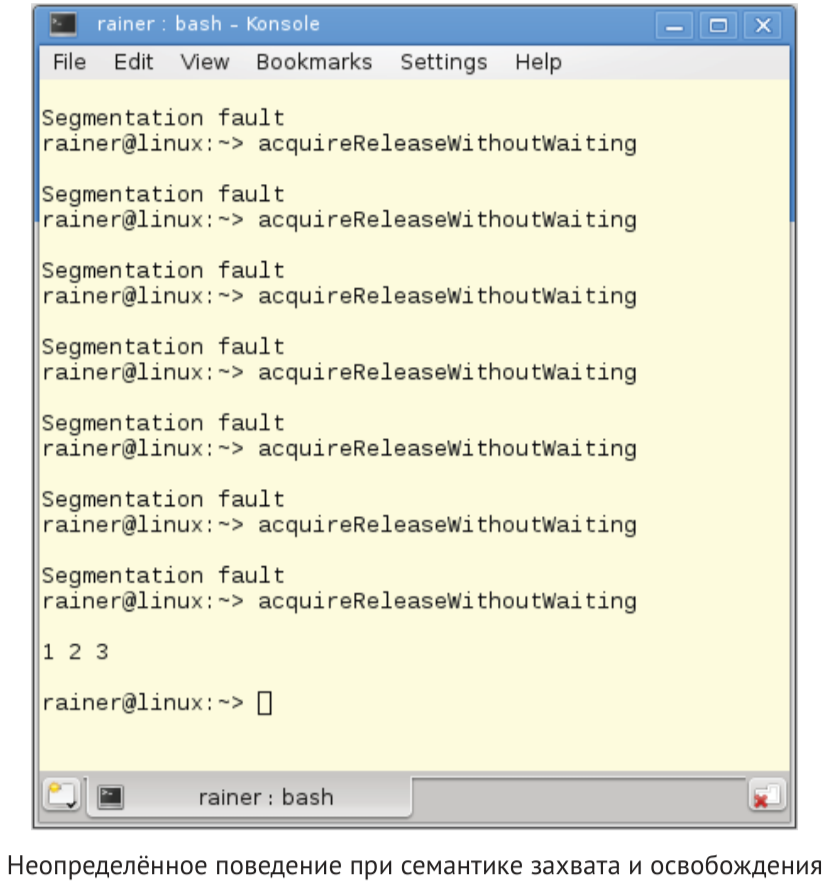 rainer : bash – Konsole
File Edit View Bookmarks Settings Help
Segmentation fault
rainer@linux:~> acquireReleaseWithoutWaiting
Segmentation fault
rainer@linux:~> acquireReleaseWithoutWaiting
Segmentation fault
rainer@linux:~> acquireReleaseWithoutWaiting
Segmentation fault
rainer@linux:~> acquireReleaseWithoutWaiting
Segmentation fault
rainer@linux:~> acquireReleaseWithoutWaiting
Segmentation fault
rainer@linux:~> acquireReleaseWithoutWaiting
Segmentation fault
rainer@linux:~> acquireReleaseWithoutWaiting
1 2 3
rainer@linux:~>
rainer : bash
Неопределённое поведение при семантике захвата и освобождения